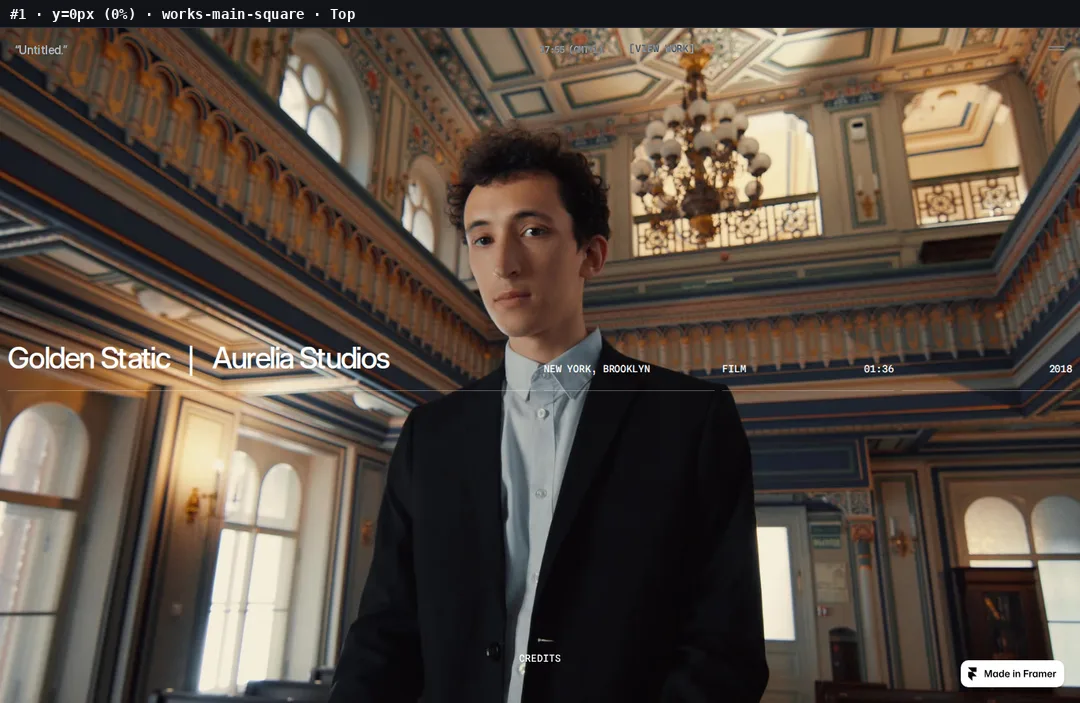 #1 · y=0px (0%) · works-main-square · Top
"Untitled."
[VIEW WORK]
Golden Static | Aurelia Studios
NEW YORK, BROOKLYN
FILM
01:36
2018
CREDITS
Made in Framer